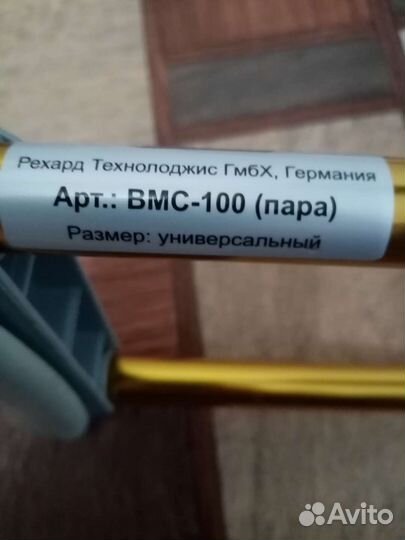 Рехард Технолоджис ГмбХ, Германия
Арт.: ВМС-100 (пара)
Размер: универсальный
Avito